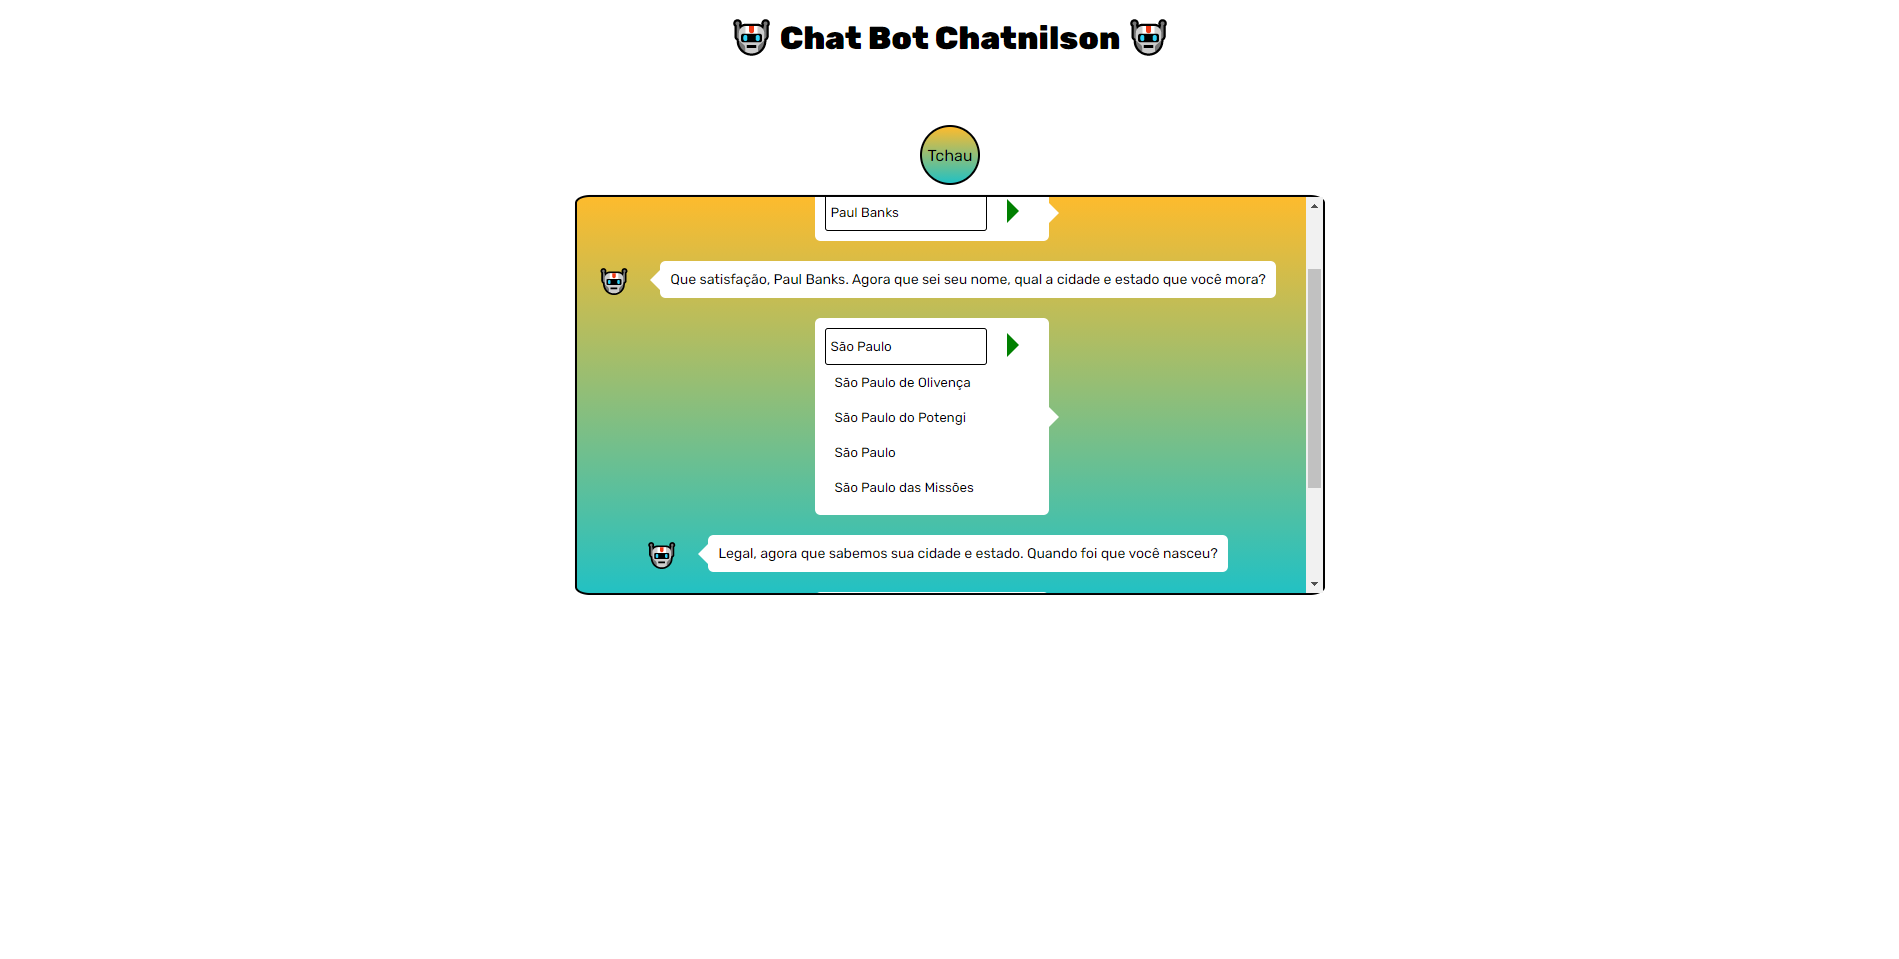 Chat Bot Chatnilson
Tchau
Paul Banks
Que satisfação, Paul Banks. Agora que sei seu nome, qual a cidade e estado que você mora?
São Paulo
São Paulo de Olivença
São Paulo do Potengi
São Paulo
São Paulo das Missões
Legal, agora que sabemos sua cidade e estado. Quando foi que você nasceu?